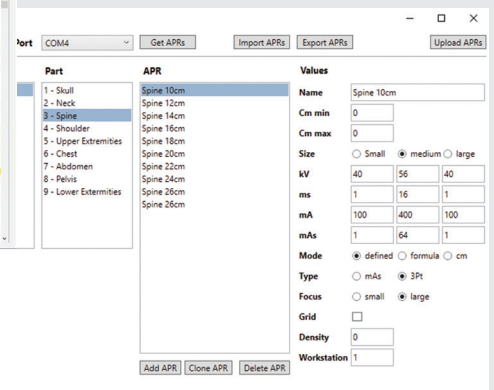 Port COM4 Get APRs Import APRs Export APRs Upload APRs
Part
1 - Skull
2 - Neck
3 - Spine
4 - Shoulder
5 - Upper Extremities
6 - Chest
7 - Abdomen
8 - Pelvis
9 - Lower Extermities
APR
Spine 10cm
Spine 12cm
Spine 14cm
Spine 16cm
Spine 18cm
Spine 20cm
Spine 22cm
Spine 24cm
Spine 26cm
Spine 26cm
Add APR Clone APR Delete APR
Values
Name Spine 10cm
Cm min 0
Cm max 0
Size Small medium large
kV 40 56 40
ms 1 16 1
mA 100 400 100
mAs 1 64 1
Mode defined formula cm
Type mAs 3Pt
Focus small large
Grid
Density 0
Workstation 1